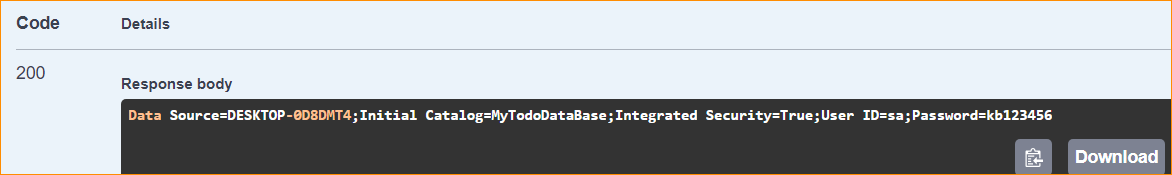 Code Details
200
Response body
Data Source=DESKTOP-0D8DMT4;Initial Catalog=MyTodoDataBase;Integrated Security=True;User ID=sa;Password=kb123456
Download